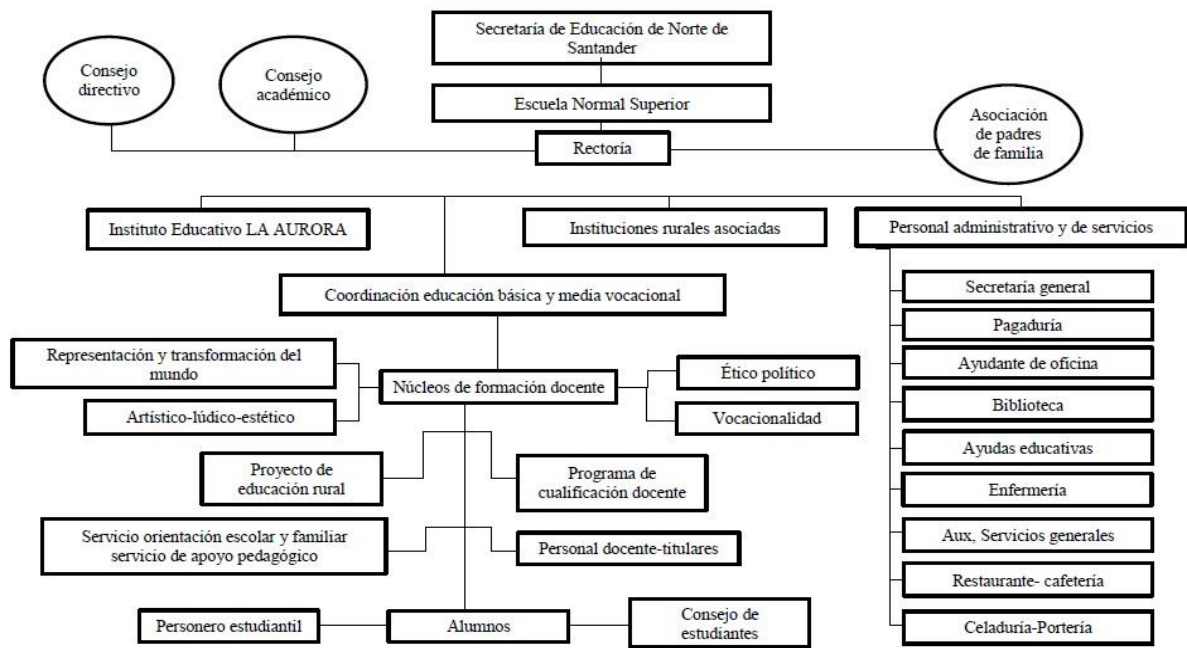 Secretaría de Educación de Norte de
Santander
Consejo
directivo
Consejo
académico
Escuela Normal Superior
Asociación
de padres
de familia
Rectoría
Instituto Educativo LA AURORA
Instituciones rurales asociadas
Personal administrativo y de servicios
Coordinación educación básica y media vocacional
Secretaría general
Pagaduría
Ayudante de oficina
Biblioteca
Ayudas educativas
Enfermería
Aux, Servicios generales
Restaurante- cafetería
Celaduría-Portería
Representación y transformación del
mundo
Artístico-lúdico-estético
Núcleos de formación docente
Ético político
Vocacionalidad
Proyecto de
educación rural
Programa de
cualificación docente
Servicio orientación escolar y familiar
servicio de apoyo pedagógico
Personal docente-titulares
Personero estudiantil
Alumnos
Consejo de
estudiantes